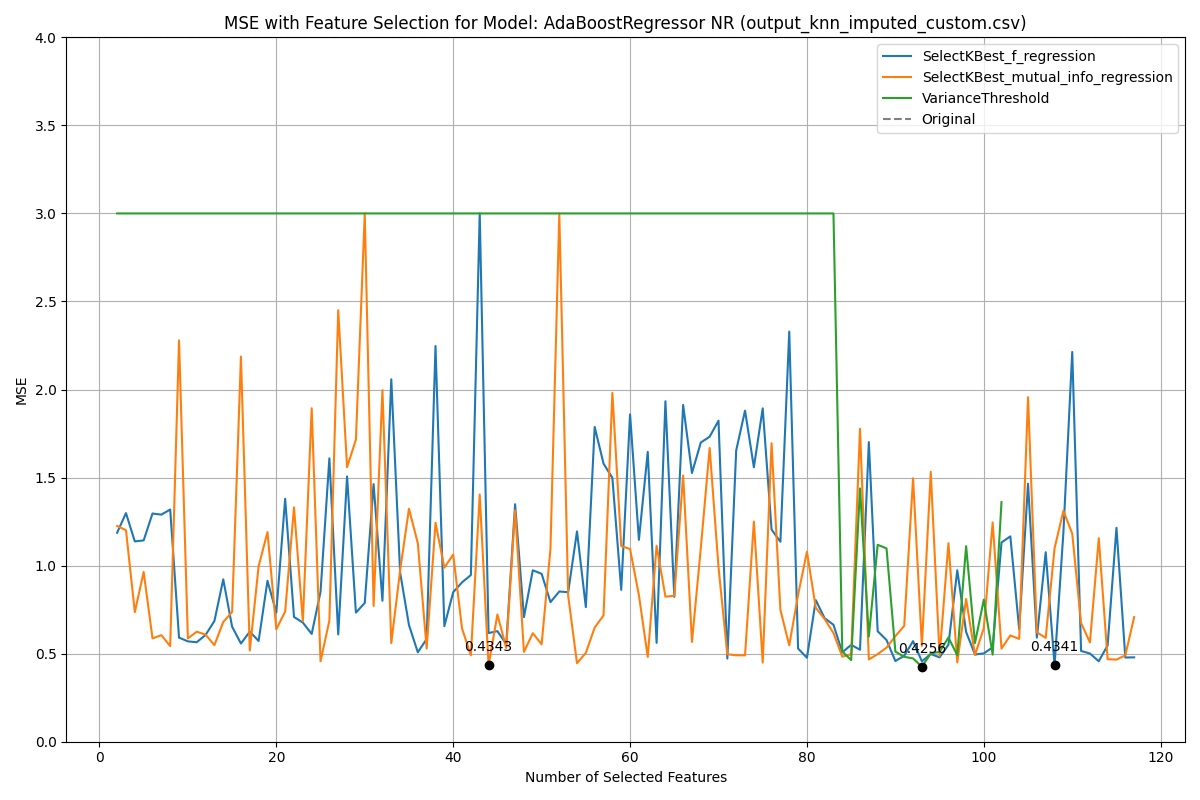 MSE with Feature Selection for Model: AdaBoostRegressor NR (output_knn_imputed_custom.csv)
SelectKBest_f_regression
SelectKBest_mutual_info_regression
VarianceThreshold
Original
MSE
4.0
3.5
3.0
2.5
2.0
1.5
1.0
0.5
0.0
0.4343
0.4256
0.4341
0 20 40 60 80 100 120
Number of Selected Features